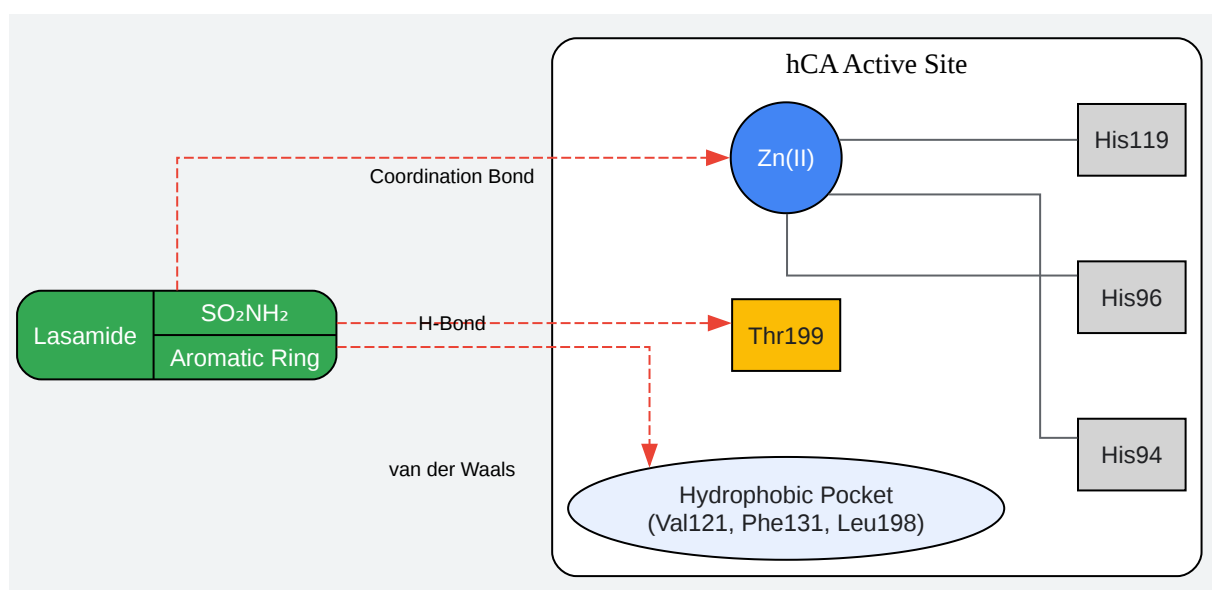 hCA Active Site
Zn(II)
His119
Coordination Bond
Lasamide
SO₂NH₂
Aromatic Ring
H-Bond
Thr199
His96
van der Waals
His94
Hydrophobic Pocket
(Val121, Phe131, Leu198)